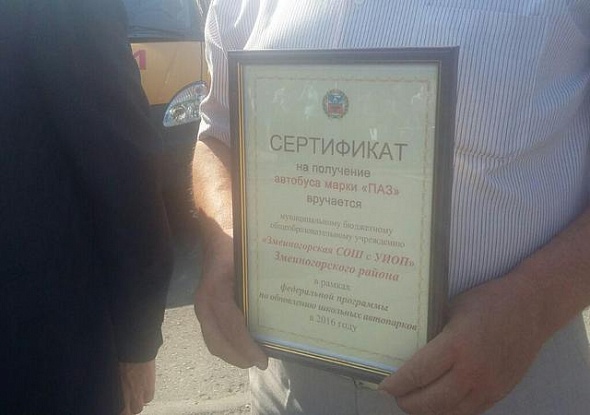 1
СЕРТИФИКАТ
на получение
автобуса марки «ПАЗ»
вручается
муниципальному бюджетному
общеобразовательному учреждению
«Змеиногорская СОШ с УИОП»
Змеиногорского района
в рамках
федеральной программы
по обновлению школьных автопарков
в 2016 году